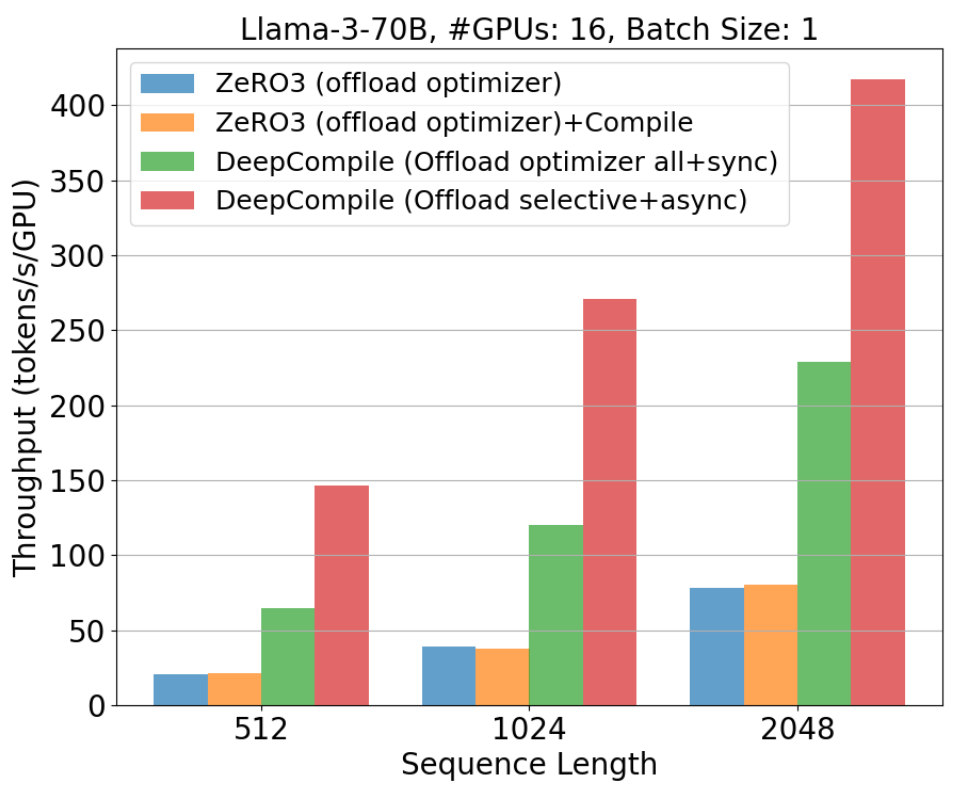 Llama-3-70B, #GPUs: 16, Batch Size: 1
ZeRO3 (offload optimizer)
ZeRO3 (offload optimizer)+Compile
DeepCompile (Offload optimizer all+sync)
DeepCompile (Offload selective+async)
Throughput (tokens/s/GPU)
400
350
300
250
200
150
100
50
0
512 1024 2048
Sequence Length